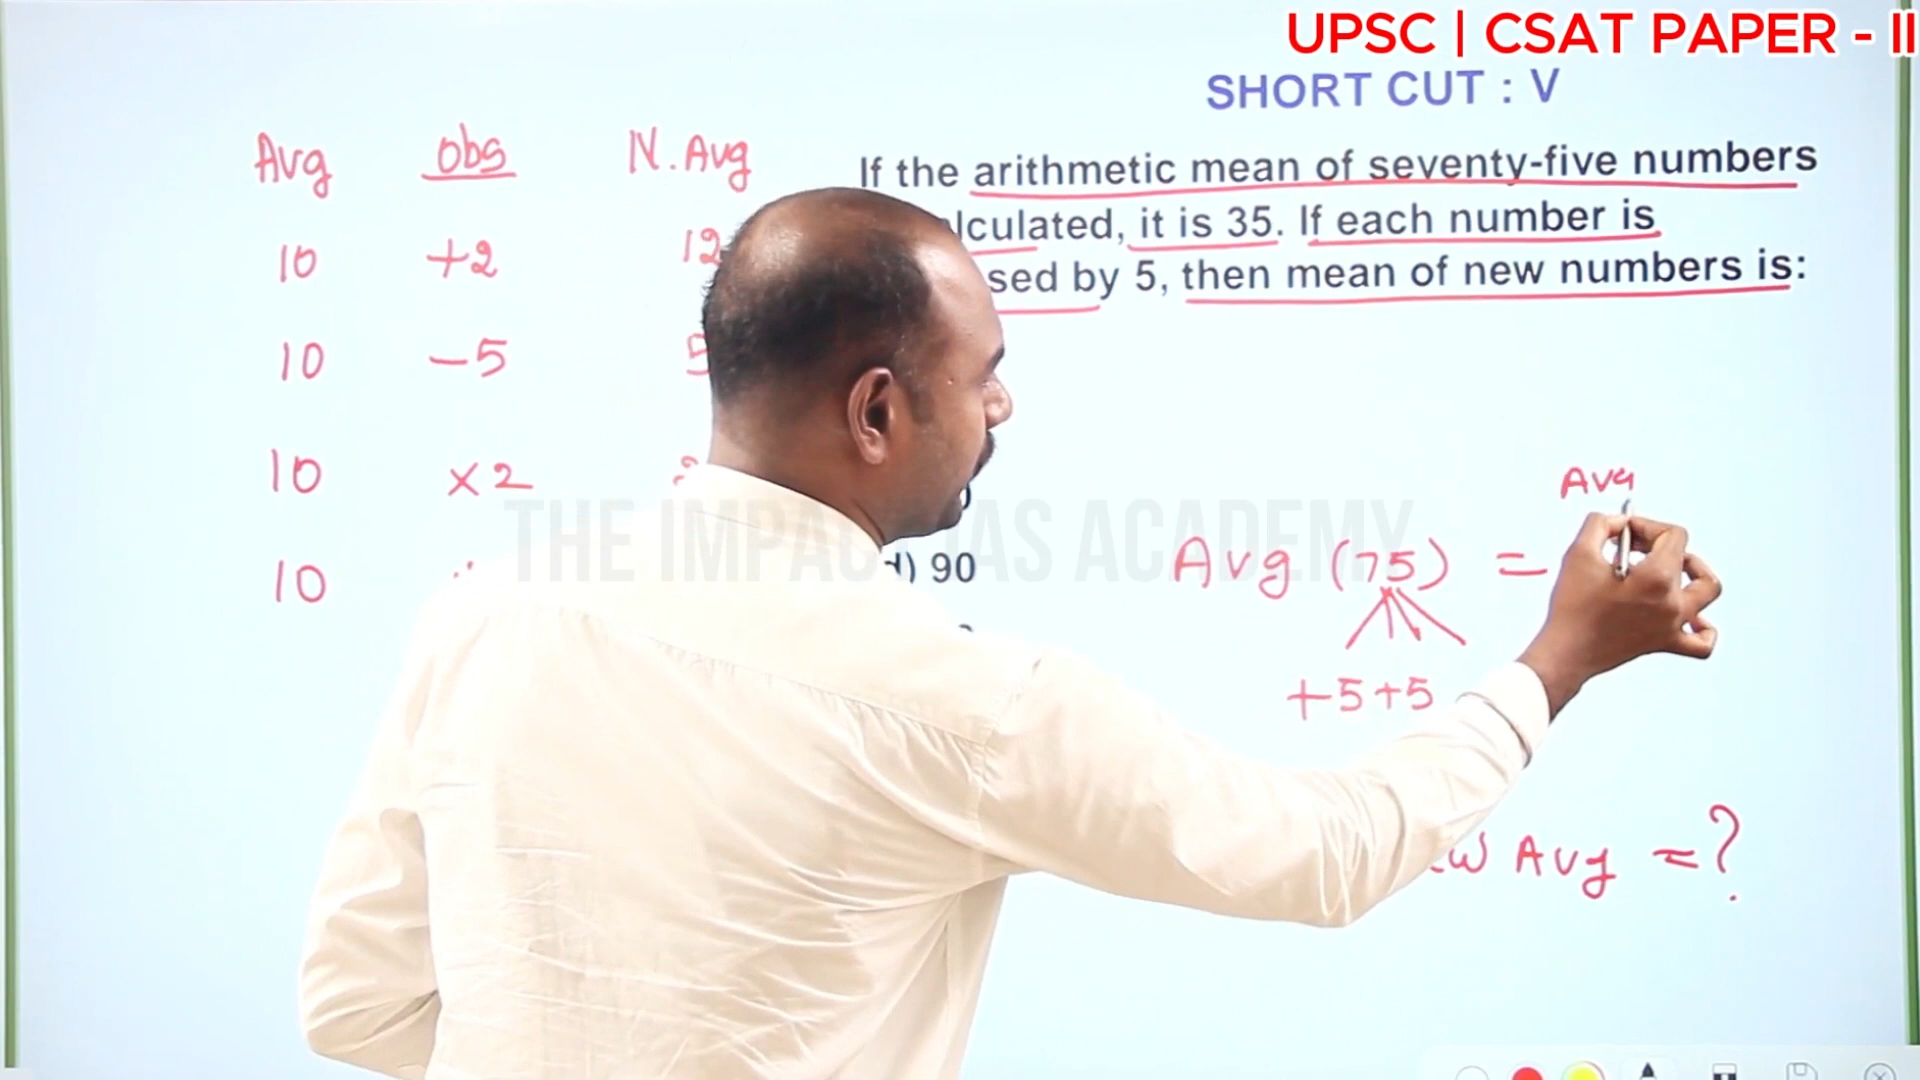 UPSC | CSAT PAPER - II
SHORT CUT : V
Avg obs N. Avg
10 +2 12
10 -5 5
10 ×2
10
If the arithmetic mean of seventy-five numbers
lculated, it is 35. If each number is
sed by 5, then mean of new numbers is:
d) 90
THE IMPACT IAS ACADEMY
Avg
Avg (75) =
+5+5
w Avg = ?